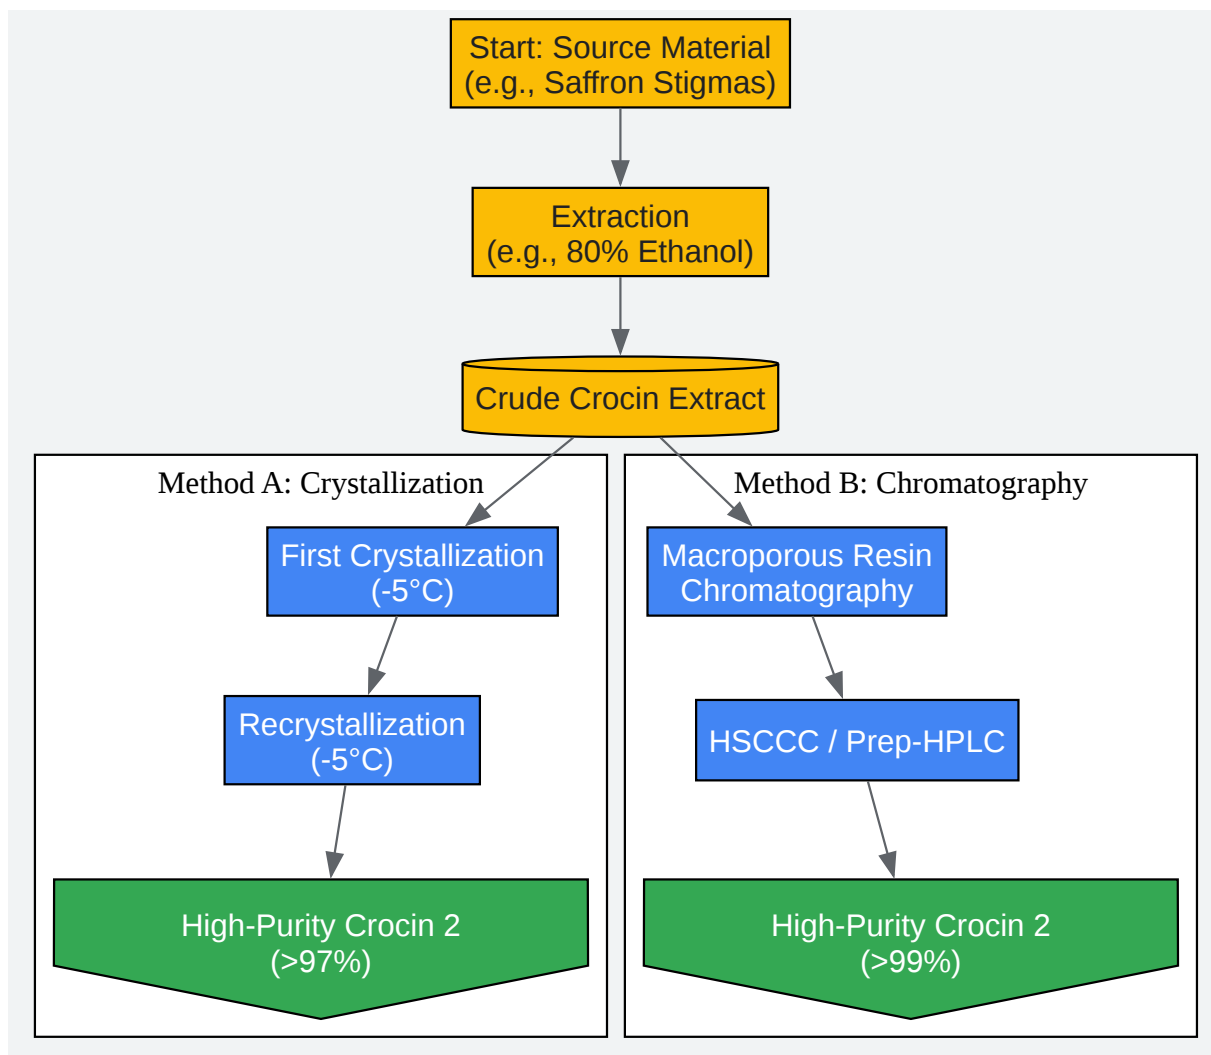 Start: Source Material
(e.g., Saffron Stigmas)
Extraction
(e.g., 80% Ethanol)
Crude Crocin Extract
Method A: Crystallization
First Crystallization
(-5°C)
Recrystallization
(-5°C)
High-Purity Crocin 2
(>97%)
Method B: Chromatography
Macroporous Resin
Chromatography
HSCCC / Prep-HPLC
High-Purity Crocin 2
(>99%)